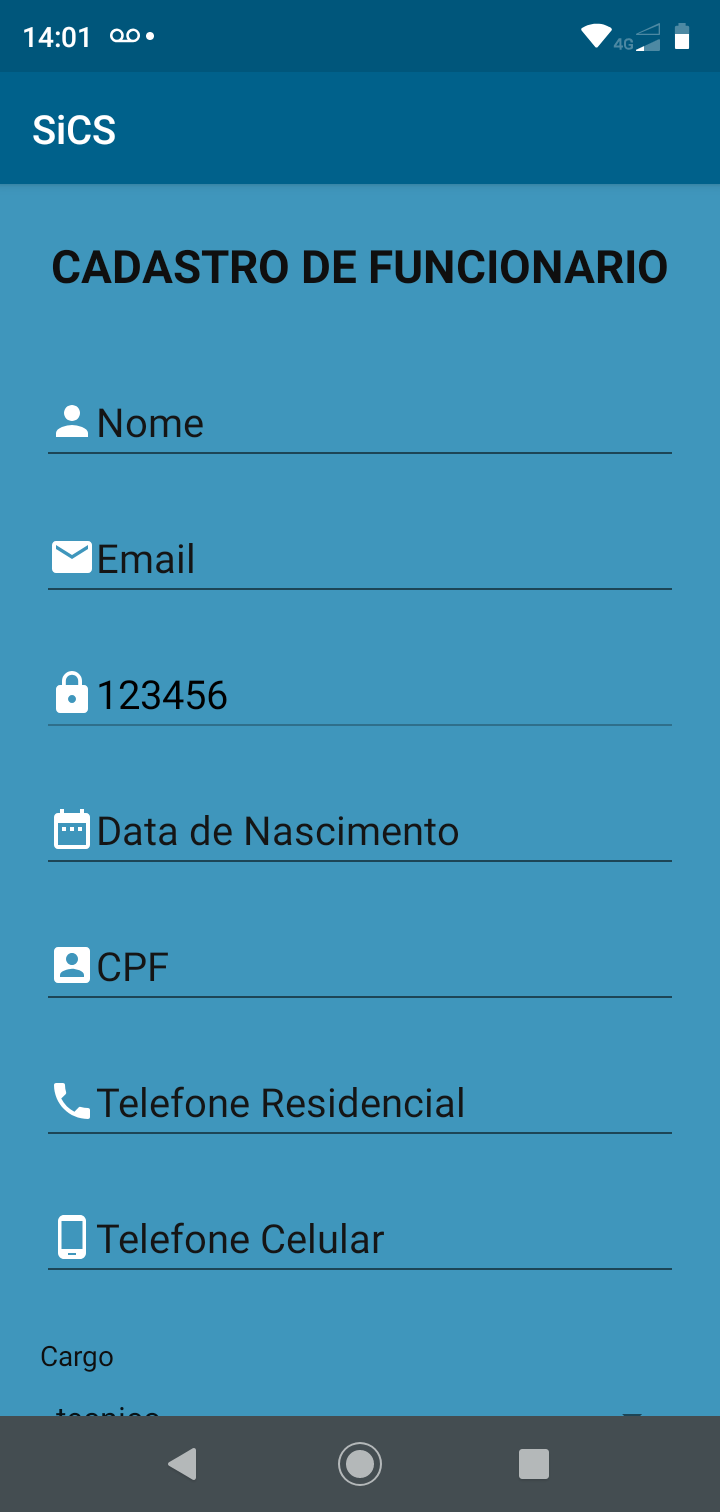 14:01
4G
SiCS
CADASTRO DE FUNCIONARIO
Nome
Email
123456
Data de Nascimento
CPF
Telefone Residencial
Telefone Celular
Cargo